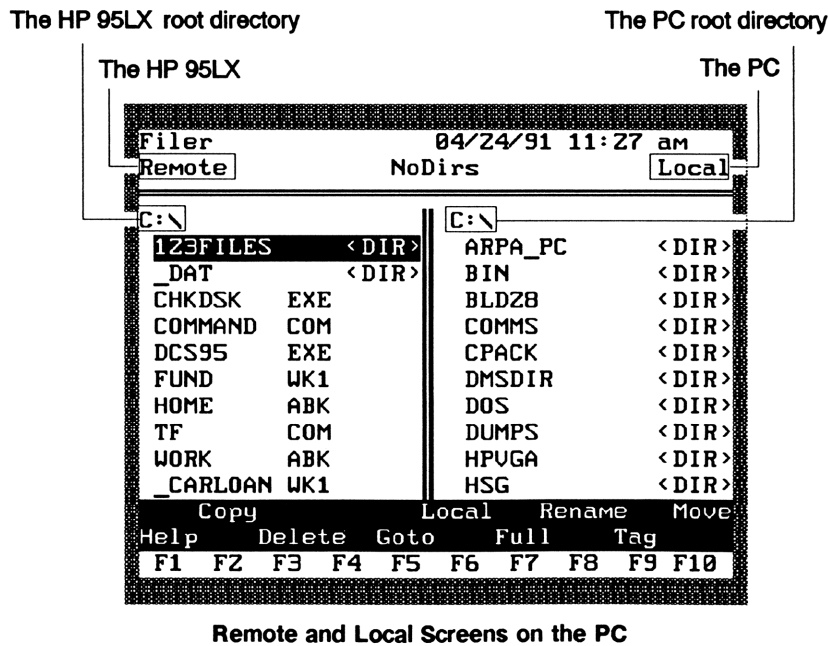 The HP 95LX root directory The PC root directory
The HP 95LX The PC
Filer 04/24/91 11:27 am
Remote NoDirs Local
C:\ C:\
123FILES <DIR> ARPA_PC <DIR>
_DAT <DIR> BIN <DIR>
CHKDSK EXE BLDZ8 <DIR>
COMMAND COM COMMS <DIR>
DCS95 EXE CPACK <DIR>
FUND WK1 DMSDIR <DIR>
HOME ABK DOS <DIR>
TF COM DUMPS <DIR>
WORK ABK HPVGA <DIR>
_CARLOAN WK1 HSG <DIR>
Copy Local Rename Move
Help Delete Goto Full Tag
F1 F2 F3 F4 F5 F6 F7 F8 F9 F10
Remote and Local Screens on the PC